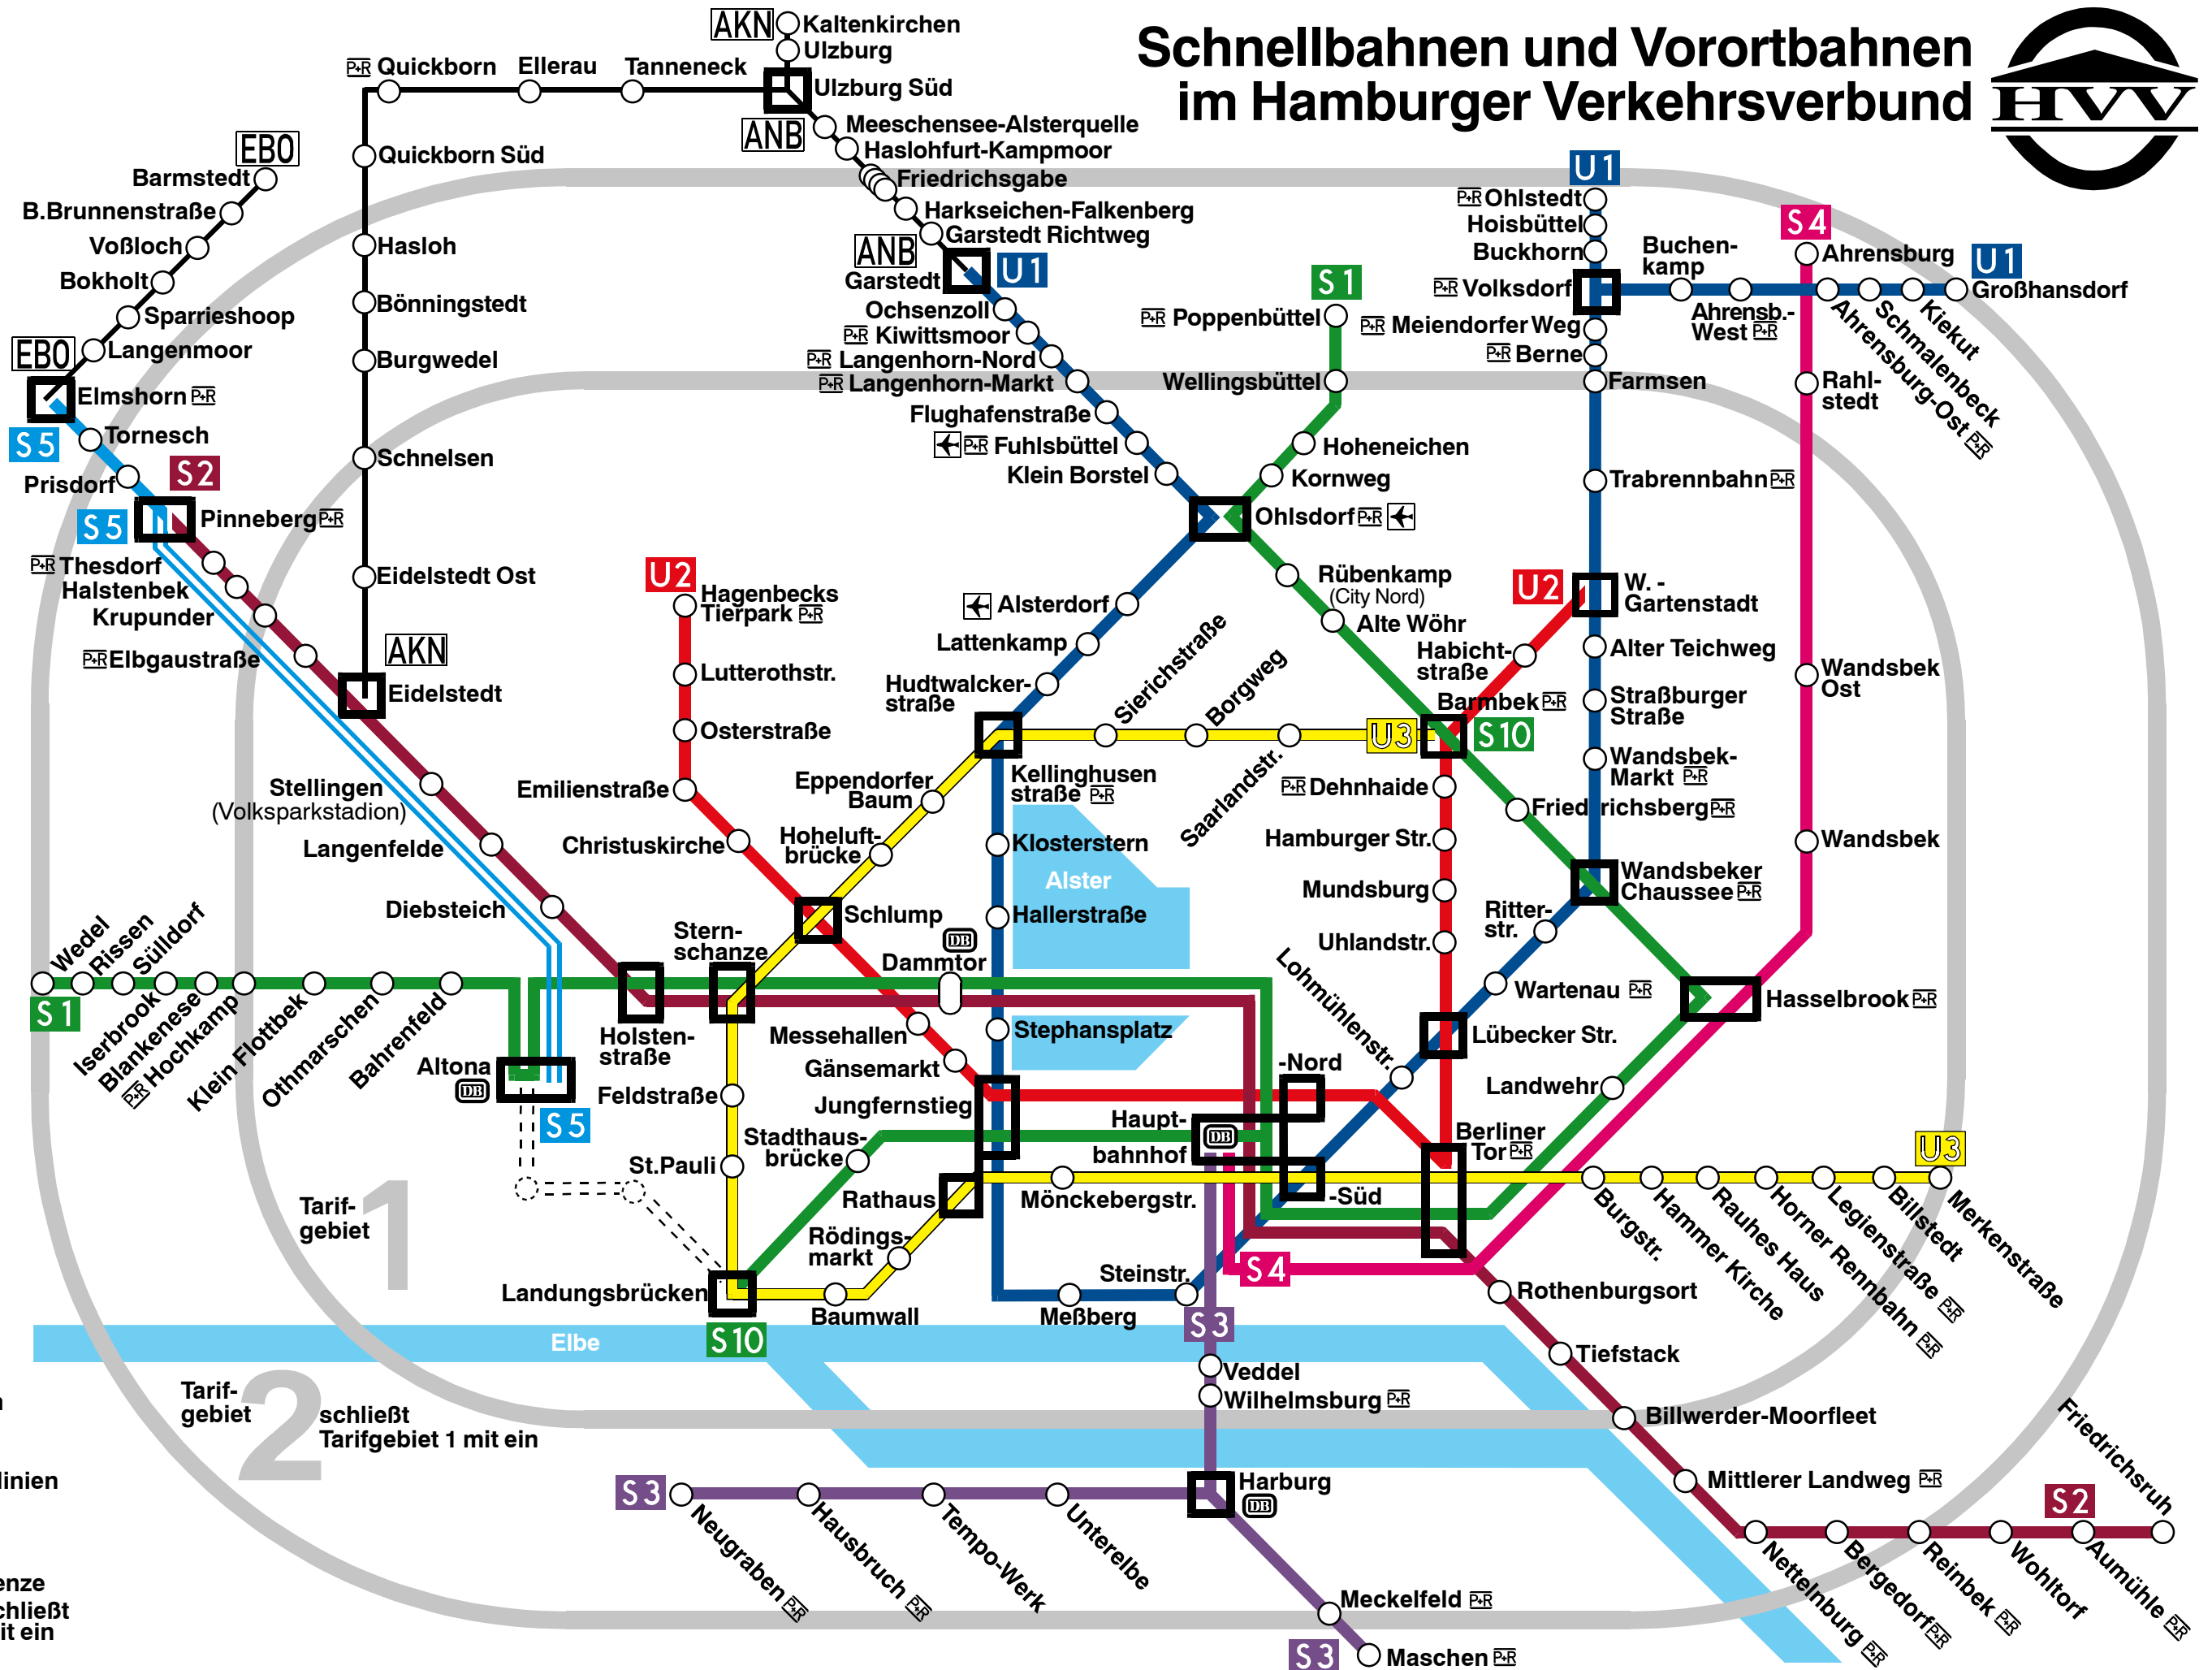 Schnellbahnen und Vorortbahnen
im Hamburger Verkehrsverbund
HVV
AKN
Kaltenkirchen
Ulzburg
Ulzburg Süd
P+R Quickborn
Ellerau
Tanneneck
ANB
Meeschensee-Alsterquelle
Haslohfurt-Kampmoor
Friedrichsgabe
Harkseichen-Falkenberg
Garstedt Richtweg
ANB
Garstedt
U1
EBO
Barmstedt
B.Brunnenstraße
Voßloch
Bokholt
Sparrieshoop
Langenmoor
EBO
Elmshorn P+R
S5
Tornesch
Prisdorf
S2
S5
Pinneberg P+R
P+R Thesdorf
Halstenbek
Krupunder
P+R Elbgaustraße
Quickborn Süd
Hasloh
Bönningstedt
Burgwedel
Schnelsen
Eidelstedt Ost
AKN
Eidelstedt
Stellingen
(Volksparkstadion)
Langenfelde
Diebsteich
Ochsenzoll
P+R Kiwittsmoor
P+R Langenhorn-Nord
P+R Langenhorn-Markt
Flughafenstraße
P+R Fuhlsbüttel
Klein Borstel
S1
P+R Poppenbüttel
Wellingsbüttel
Hoheneichen
Kornweg
Ohlsdorf P+R
Rübenkamp
(City Nord)
Alte Wöhr
U1
P+R Ohlstedt
Hoisbüttel
Buckhorn
P+R Volksdorf
P+R Meiendorfer Weg
P+R Berne
Farmsen
Trabrennbahn P+R
Buchen-
kamp
Ahrensb.-
West P+R
S4
Ahrensburg
U1
Großhansdorf
Kiekut
Schmalenbeck
Ahrensburg-Ost P+R
Rahl-
stedt
Wandsbek
Ost
Wandsbek
U2
W.-
Gartenstadt
Alter Teichweg
Straßburger
Straße
Wandsbek-
Markt P+R
Habicht-
straße
Barmbek P+R
S10
U3
Friedrichsberg P+R
Wandsbeker
Chaussee P+R
Hasselbrook P+R
Landwehr
U2
Hagenbecks
Tierpark P+R
Lutterothstr.
Osterstraße
Emilienstraße
Christuskirche
Schlump
Alsterdorf
Lattenkamp
Hudtwalcker-
straße
Sierichstraße
Borgweg
Saarlandstr.
Kellinghusen
straße P+R
Eppendorfer
Baum
Hoheluft-
brücke
Klosterstern
Alster
Hallerstraße
Stephansplatz
P+R Dehnhaide
Hamburger Str.
Mundsburg
Uhlandstr.
Ritter-
str.
Wartenau P+R
Lübecker Str.
Lohmühlenstr.
Wedel
Rissen
Sülldorf
S1
Iserbrook
Blankenese
P+R Hochkamp
Klein Flottbek
Othmarschen
Bahrenfeld
Altona
DB
S5
Holsten-
straße
Stern-
schanze
DB
Dammtor
Messehallen
Gänsemarkt
Jungfernstieg
Feldstraße
St.Pauli
Stadthaus-
brücke
Rathaus
Rödings-
markt
Landungsbrücken
S10
Baumwall
Mönckebergstr.
Haupt-
bahnhof
DB
-Nord
-Süd
Berliner
Tor P+R
Meßberg
Steinstr.
S4
S3
Burgstr.
Hammer Kirche
Rauhes Haus
Horner Rennbahn P+R
Legienstraße P+R
Billstedt
Merkenstraße
U3
Rothenburgsort
Tiefstack
Billwerder-Moorfleet
Mittlerer Landweg P+R
Nettelnburg P+R
Bergedorf P+R
Reinbek P+R
Wohltorf
Aumühle P+R
Friedrichsruh
S2
Tarif-
gebiet
1
Elbe
Tarif-
gebiet
2
schließt
Tarifgebiet 1 mit ein
Veddel
Wilhelmsburg P+R
Harburg
DB
S3
Neugraben P+R
Hausbruch P+R
Tempo-Werk
Unterelbe
Meckelfeld P+R
S3
Maschen P+R
linien
enze
chließt
it ein